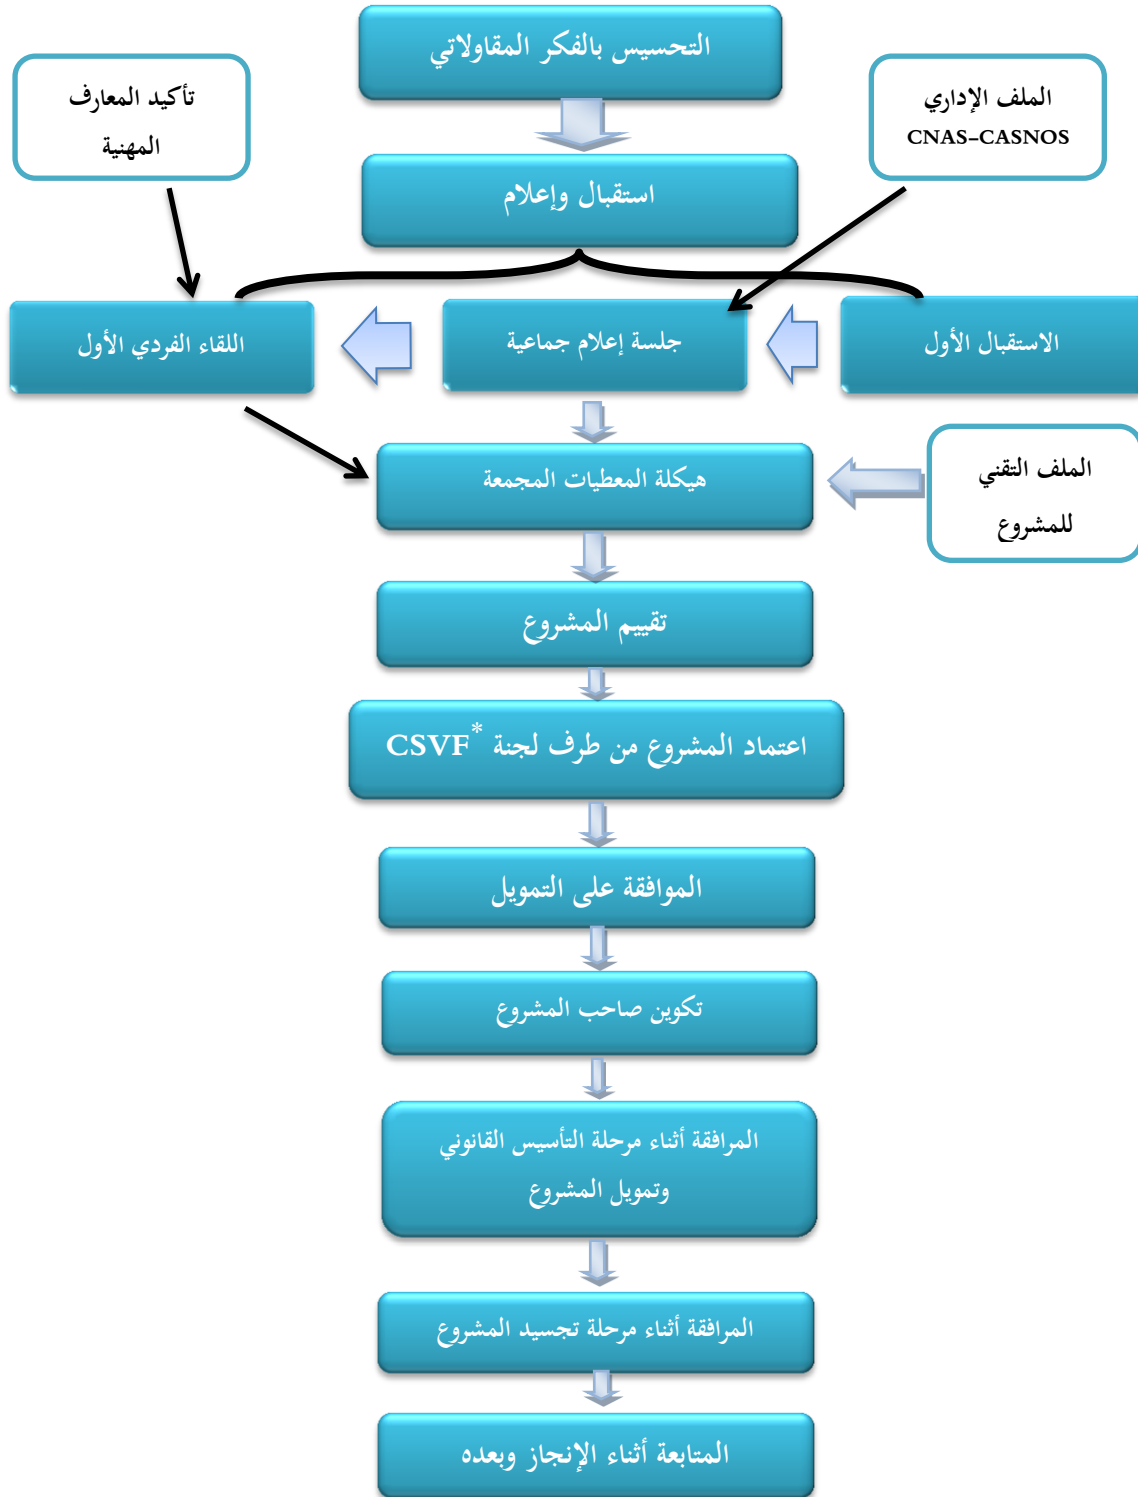 التحسيس بالفكر المقاولاتي
الملف الإداري
CNAS-CASNOS
تأكيد المعارف
المهنية
استقبال وإعلام
الاستقبال الأول
جلسة إعلام جماعية
اللقاء الفردي الأول
الملف التقني
للمشروع
هيكلة المعطيات المجمعة
تقييم المشروع
اعتماد المشروع من طرف لجنة CSVF*
الموافقة على التمويل
تكوين صاحب المشروع
المرافقة أثناء مرحلة التأسيس القانوني
وتمويل المشروع
المرافقة أثناء مرحلة تجسيد المشروع
المتابعة أثناء الإنجاز وبعده